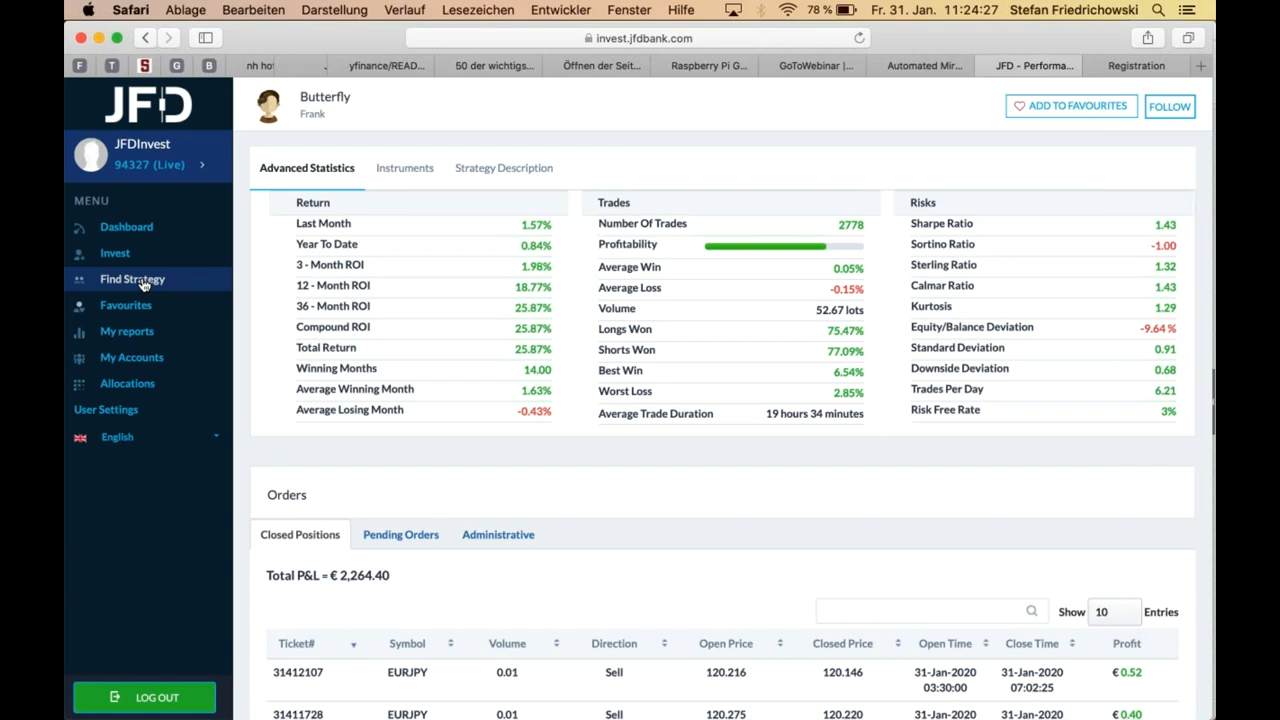 Safari Ablage Bearbeiten Darstellung Verlauf Lesezeichen Entwickler Fenster Hilfe 78 % Fr. 31. Jan. 11:24:27 Stefan Friedrichowski
invest.jfdbank.com
F T S G B yfinance/READ... 50 der wichtigs... Öffnen der Seit... Raspberry Pi G... GoToWebinar |... Automated Mir... JFD - Performa... Registration
JFD
JFDInvest
94327 (Live)
MENU
Dashboard
Invest
Find Strategy
Favourites
My reports
My Accounts
Allocations
User Settings
English
LOG OUT
Butterfly
Frank
ADD TO FAVOURITES FOLLOW
Advanced Statistics Instruments Strategy Description
Return
Last Month 1.57%
Year To Date 0.84%
3 - Month ROI 1.98%
12 - Month ROI 18.77%
36 - Month ROI 25.87%
Compound ROI 25.87%
Total Return 25.87%
Winning Months 14.00
Average Winning Month 1.63%
Average Losing Month -0.43%
Trades
Number Of Trades 2778
Profitability
Average Win 0.05%
Average Loss -0.15%
Volume 52.67 lots
Longs Won 75.47%
Shorts Won 77.09%
Best Win 6.54%
Worst Loss 2.85%
Average Trade Duration 19 hours 34 minutes
Risks
Sharpe Ratio 1.43
Sortino Ratio -1.00
Sterling Ratio 1.32
Calmar Ratio 1.43
Kurtosis 1.29
Equity/Balance Deviation -9.64 %
Standard Deviation 0.91
Downside Deviation 0.68
Trades Per Day 6.21
Risk Free Rate 3%
Orders
Closed Positions Pending Orders Administrative
Total P&L = € 2,264.40
Show 10 Entries
Ticket# Symbol Volume Direction Open Price Closed Price Open Time Close Time Profit
31412107 EURJPY 0.01 Sell 120.216 120.146 31-Jan-2020 03:30:00 31-Jan-2020 07:02:25 € 0.52
31411728 EURJPY 0.01 Sell 120.275 120.220 31-Jan-2020 31-Jan-2020 € 0.40